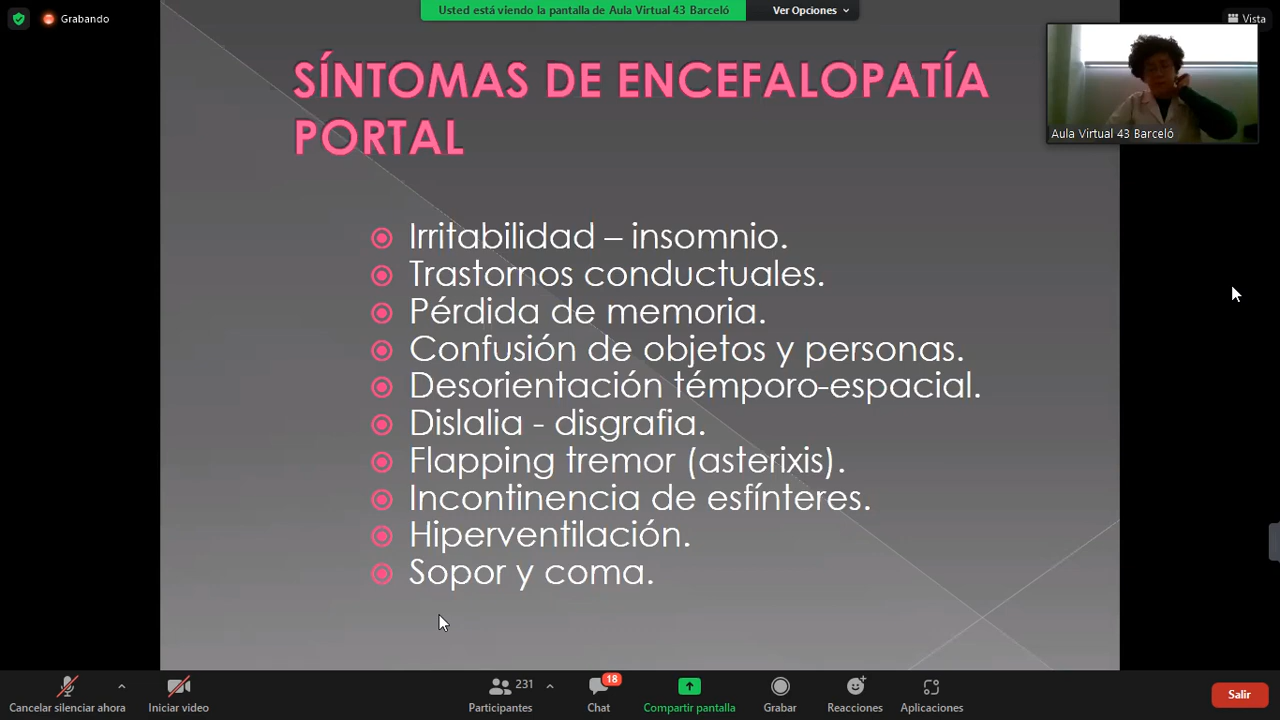 Grabando
Usted está viendo la pantalla de Aula Virtual 43 Barceló
Ver Opciones
Vista
Aula Virtual 43 Barceló
SÍNTOMAS DE ENCEFALOPATÍA
PORTAL
Irritabilidad – insomnio.
Trastornos conductuales.
Pérdida de memoria.
Confusión de objetos y personas.
Desorientación témporo-espacial.
Dislalia - disgrafia.
Flapping tremor (asterixis).
Incontinencia de esfínteres.
Hiperventilación.
Sopor y coma.
Cancelar silenciar ahora
Iniciar video
231
Participantes
18
Chat
Compartir pantalla
Grabar
Reacciones
Aplicaciones
Salir